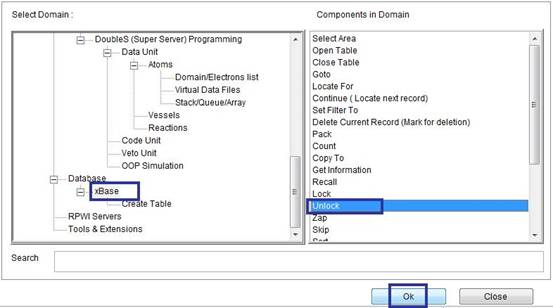 Select Domain :
DoubleS (Super Server) Programming
Data Unit
Atoms
Domain/Electrons list
Virtual Data Files
Stack/Queue/Array
Vessels
Reactions
Code Unit
Veto Unit
OOP Simulation
Database
xBase
Create Table
RPWI Servers
Tools & Extensions
Components in Domain
Select Area
Open Table
Close Table
Goto
Locate For
Continue ( Locate next record)
Set Filter To
Delete Current Record (Mark for deletion)
Pack
Count
Copy To
Get Information
Recall
Lock
Unlock
Zap
Skip
Search
Ok
Close